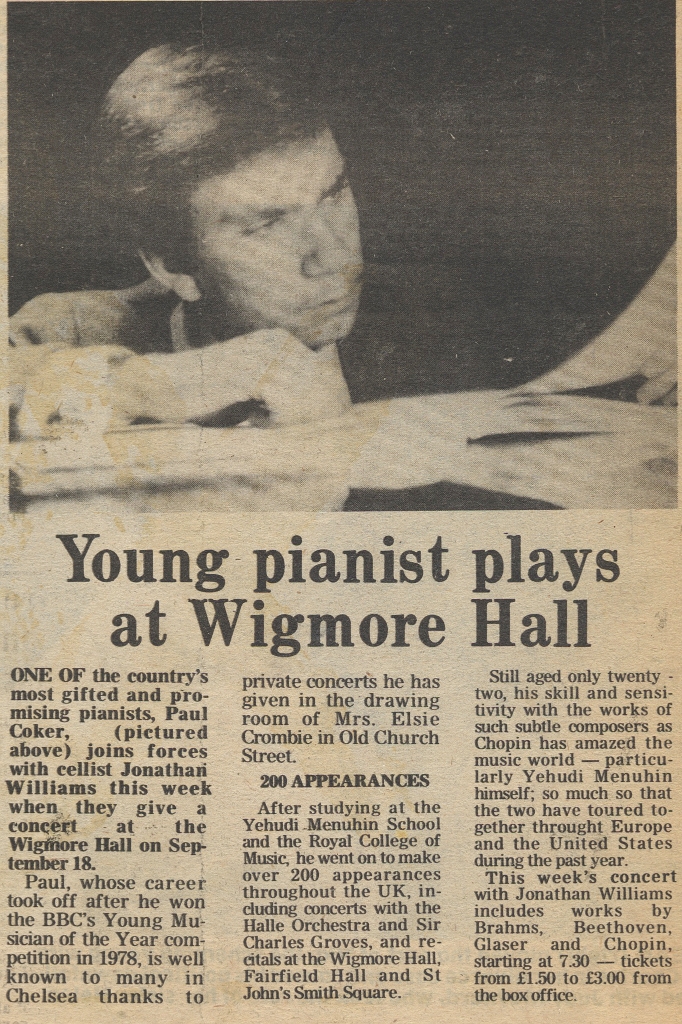 Young pianist plays
at Wigmore Hall
ONE OF the country's
most gifted and pro-
mising pianists, Paul
Coker, (pictured
above) joins forces
with cellist Jonathan
Williams this week
when they give a
concert at the
Wigmore Hall on Sep-
tember 18.
Paul, whose career
took off after he won
the BBC's Young Mu-
sician of the Year com-
petition in 1978, is well
known to many in
Chelsea thanks to
private concerts he has
given in the drawing
room of Mrs. Elsie
Crombie in Old Church
Street.
200 APPEARANCES
After studying at the
Yehudi Menuhin School
and the Royal College of
Music, he went on to make
over 200 appearances
throughout the UK, in-
cluding concerts with the
Halle Orchestra and Sir
Charles Groves, and re-
citals at the Wigmore Hall,
Fairfield Hall and St
John's Smith Square.
Still aged only twenty -
two, his skill and sensi-
tivity with the works of
such subtle composers as
Chopin has amazed the
music world — particu-
larly Yehudi Menuhin
himself; so much so that
the two have toured to-
gether throught Europe
and the United States
during the past year.
This week's concert
with Jonathan Williams
includes works by
Brahms, Beethoven,
Glaser and Chopin,
starting at 7.30 — tickets
from £1.50 to £3.00 from
the box office.